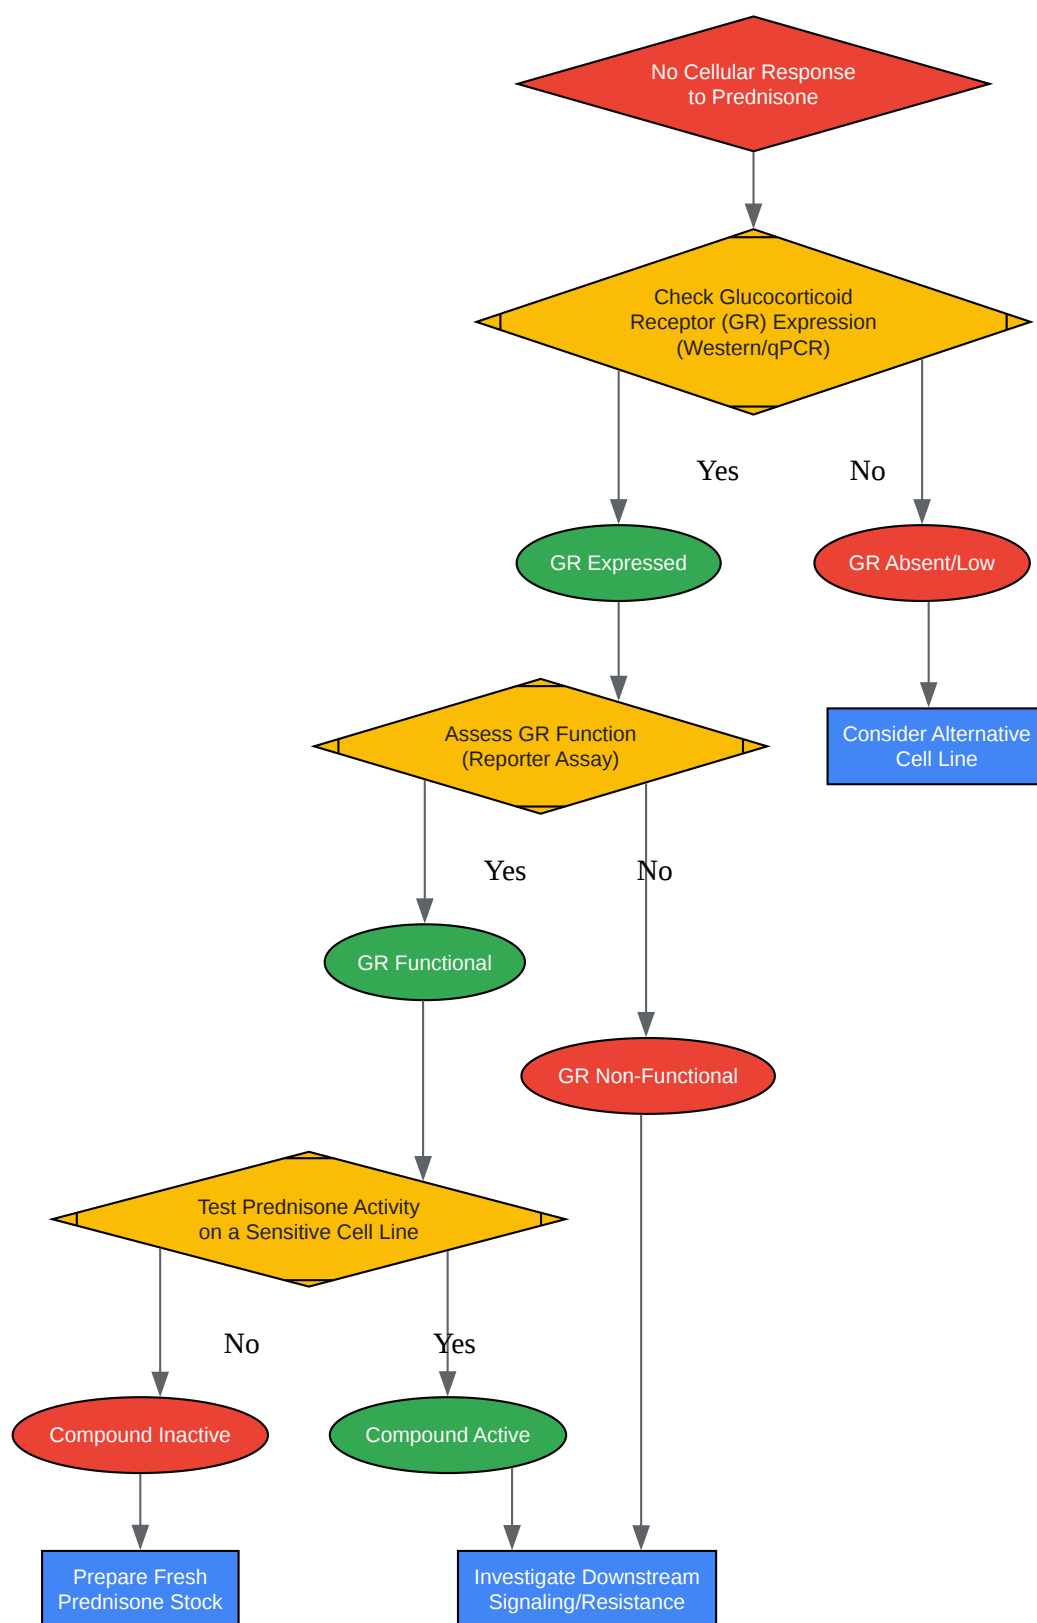 No Cellular Response
to Prednisone
Check Glucocorticoid
Receptor (GR) Expression
(Western/qPCR)
Yes
No
GR Expressed
GR Absent/Low
Assess GR Function
(Reporter Assay)
Consider Alternative
Cell Line
Yes
No
GR Functional
GR Non-Functional
Test Prednisone Activity
on a Sensitive Cell Line
No
Yes
Compound Inactive
Compound Active
Prepare Fresh
Prednisone Stock
Investigate Downstream
Signaling/Resistance